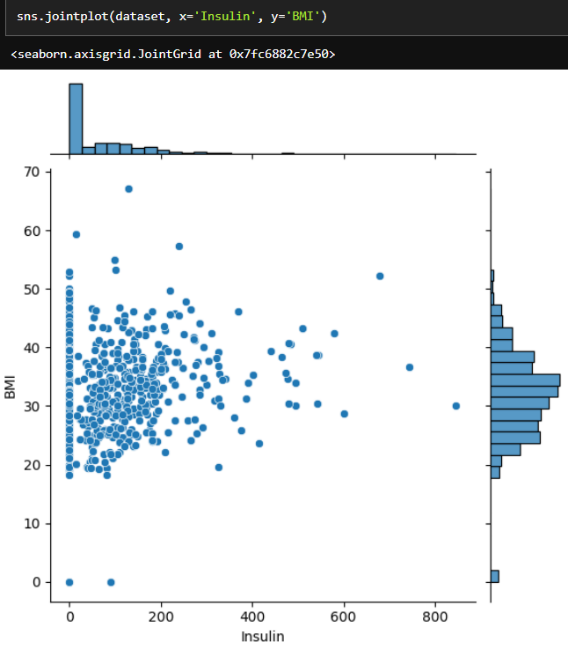 sns.jointplot(dataset, x='Insulin', y='BMI')
<seaborn.axisgrid.JointGrid at 0x7fc6882c7e50>
70
60
50
40
30
20
10
0
BMI
0 200 400 600 800
Insulin